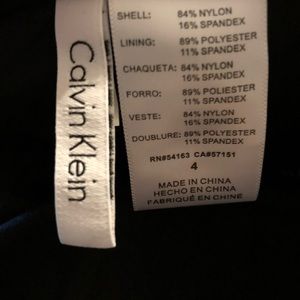 Calvin Klein
SHELL: 84% NYLON
16% SPANDEX
LINING: 89% POLYESTER
11% SPANDEX
CHAQUETA: 84% NYLON
16% SPANDEX
FORRO: 89% POLIESTER
11% SPANDEX
VESTE: 84% NYLON
16% SPANDEX
DOUBLURE: 89% POLYESTER
11% SPANDEX
RN#54163 CA#57151
4
MADE IN CHINA
HECHO EN CHINA
FABRIQUÉ EN CHINE